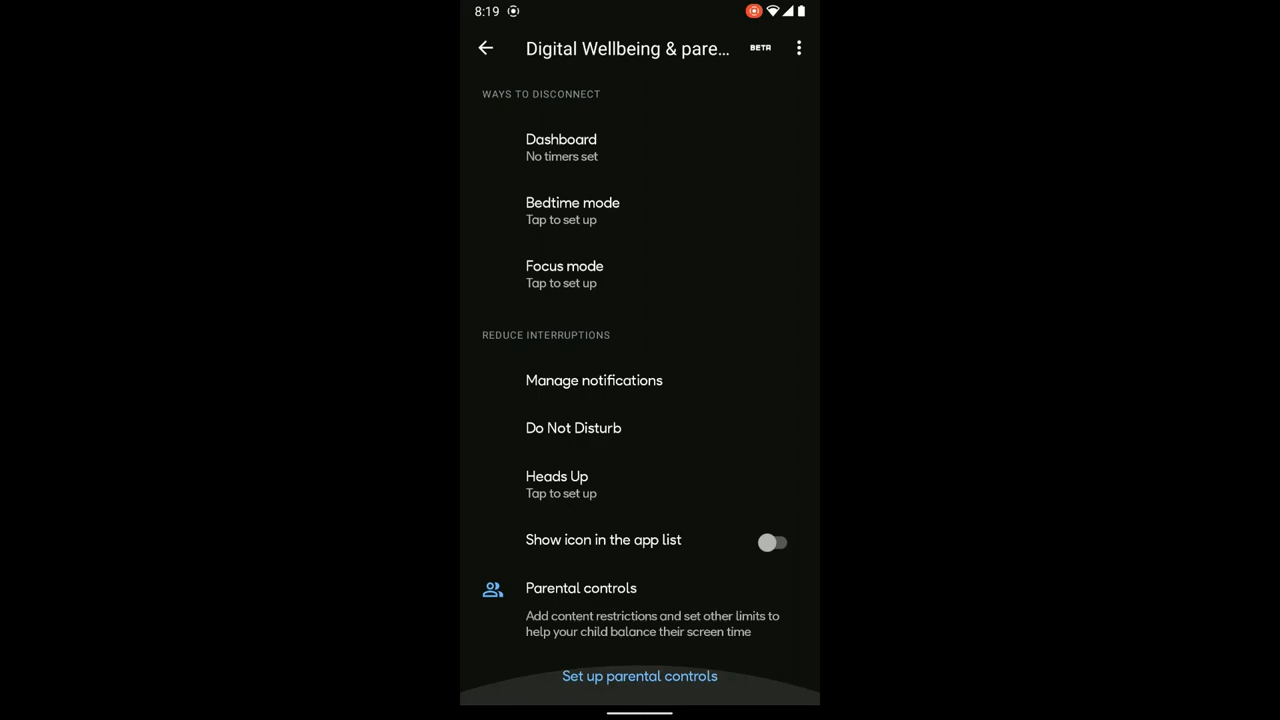 8:19
Digital Wellbeing & pare...
BETA
WAYS TO DISCONNECT
Dashboard
No timers set
Bedtime mode
Tap to set up
Focus mode
Tap to set up
REDUCE INTERRUPTIONS
Manage notifications
Do Not Disturb
Heads Up
Tap to set up
Show icon in the app list
Parental controls
Add content restrictions and set other limits to
help your child balance their screen time
Set up parental controls